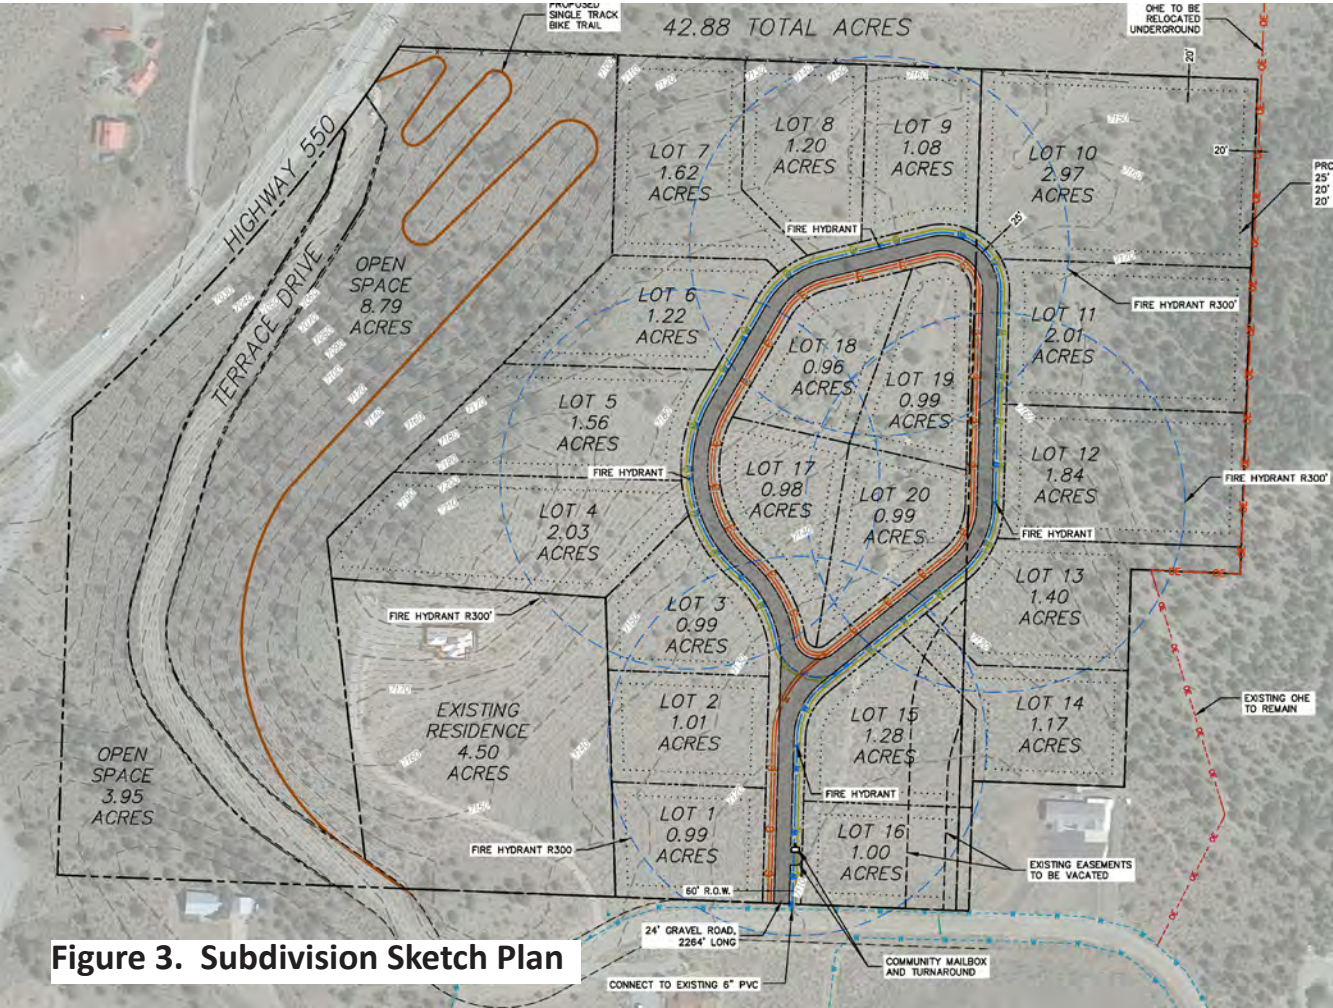 PROPOSED
SINGLE TRACK
BIKE TRAIL
42.88 TOTAL ACRES
OHE TO BE
RELOCATED
UNDERGROUND
20'
20'
PRO
25'
20'
20'
HIGHWAY 550
TERRACE DRIVE
OPEN
SPACE
8.79
ACRES
LOT 7
1.62
ACRES
LOT 8
1.20
ACRES
LOT 9
1.08
ACRES
LOT 10
2.97
ACRES
FIRE HYDRANT
25'
LOT 6
1.22
ACRES
FIRE HYDRANT R300'
LOT 11
2.01
ACRES
LOT 18
0.96
ACRES
LOT 19
0.99
ACRES
LOT 5
1.56
ACRES
FIRE HYDRANT
LOT 17
0.98
ACRES
LOT 20
0.99
ACRES
LOT 12
1.84
ACRES
FIRE HYDRANT R300'
LOT 4
2.03
ACRES
FIRE HYDRANT
LOT 13
1.40
ACRES
FIRE HYDRANT R300'
LOT 3
0.99
ACRES
EXISTING
RESIDENCE
4.50
ACRES
LOT 2
1.01
ACRES
LOT 15
1.28
ACRES
LOT 14
1.17
ACRES
EXISTING OHE
TO REMAIN
OPEN
SPACE
3.95
ACRES
FIRE HYDRANT
LOT 1
0.99
ACRES
LOT 16
1.00
ACRES
FIRE HYDRANT R300
EXISTING EASEMENTS
TO BE VACATED
60' R.O.W.
24' GRAVEL ROAD,
2264' LONG
COMMUNITY MAILBOX
AND TURNAROUND
CONNECT TO EXISTING 6" PVC
Figure 3. Subdivision Sketch Plan